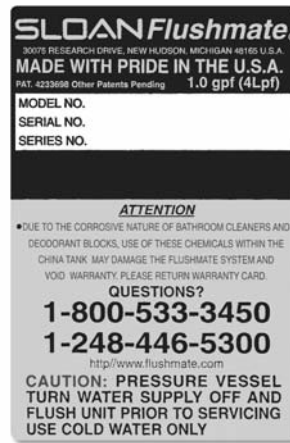 SLOAN Flushmate.
30075 RESEARCH DRIVE, NEW HUDSON, MICHIGAN 48165 U.S.A.
MADE WITH PRIDE IN THE U.S.A.
PAT. 4233698 Other Patents Pending 1.0 gpf (4Lpf)
MODEL NO.
SERIAL NO.
SERIES NO.
ATTENTION
•DUE TO THE CORROSIVE NATURE OF BATHROOM CLEANERS AND
DEODORANT BLOCKS, USE OF THESE CHEMICALS WITHIN THE
CHINA TANK MAY DAMAGE THE FLUSHMATE SYSTEM AND
VOID WARRANTY. PLEASE RETURN WARRANTY CARD.
QUESTIONS?
1-800-533-3450
1-248-446-5300
http//www.flushmate.com
CAUTION: PRESSURE VESSEL
TURN WATER SUPPLY OFF AND
FLUSH UNIT PRIOR TO SERVICING
USE COLD WATER ONLY